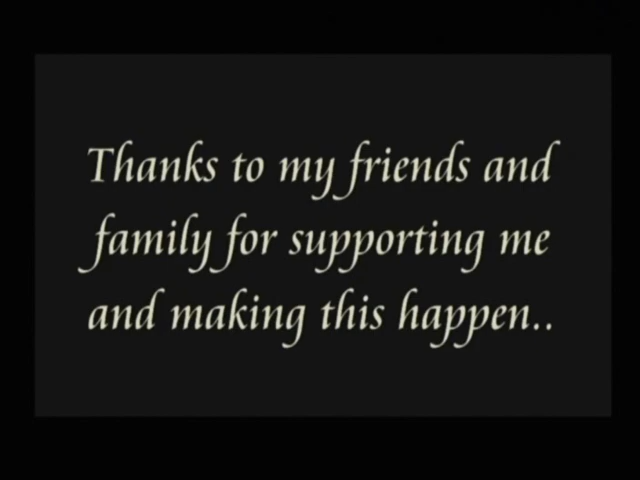 Thanks to my friends and
family for supporting me
and making this happen..